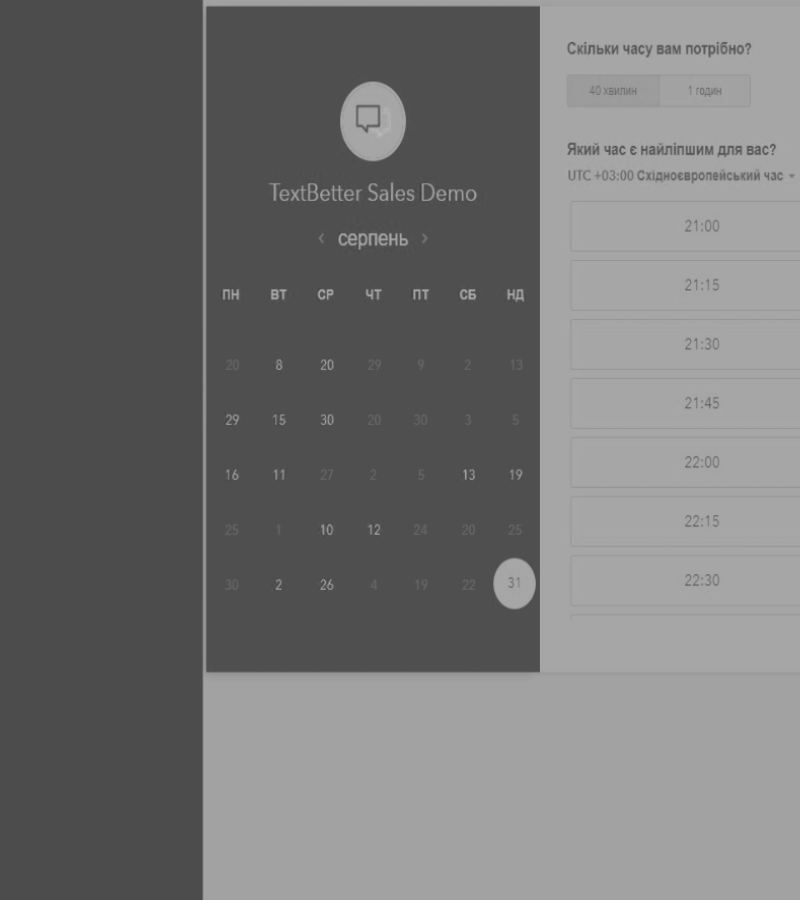 TextBetter Sales Demo
‹ серпень ›
ПН ВТ СР ЧТ ПТ СБ НД
20 8 20 29 9 2 13
29 15 30 20 30 3 5
16 11 27 2 5 13 19
25 1 10 12 24 20 25
30 2 26 4 19 22 31
Скільки часу вам потрібно?
40 хвилин 1 годин
Який час є найліпшим для вас?
UTC +03:00 Східноєвропейський час
21:00
21:15
21:30
21:45
22:00
22:15
22:30